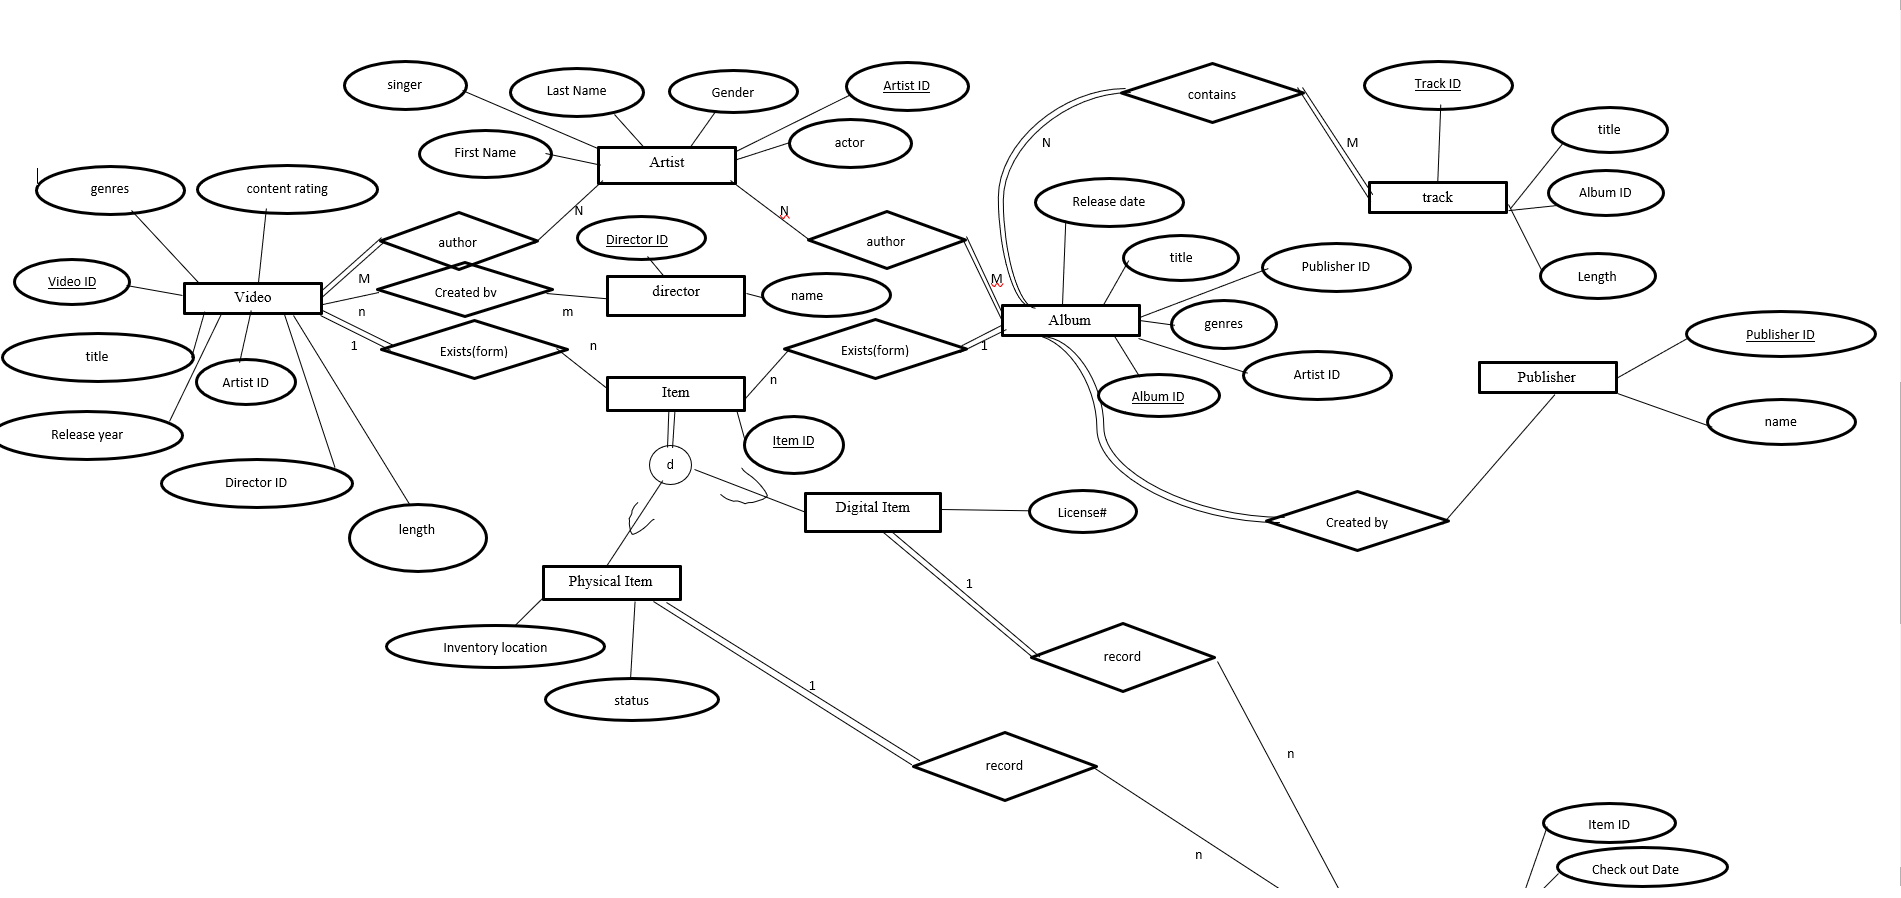 singer
Last Name
Gender
Artist ID
First Name
actor
Artist
contains
Track ID
title
N
M
genres
content rating
track
Album ID
Release date
N
N
author
Director ID
author
title
Publisher ID
Length
Video ID
M
M
Video
Created by
director
name
Album
genres
n
m
title
1
Exists(form)
n
Exists(form)
1
Publisher ID
Artist ID
Item
n
Artist ID
Publisher
Album ID
name
Release year
Item ID
d
Director ID
Digital Item
License#
Created by
length
Physical Item
1
Inventory location
record
status
1
record
n
n
Item ID
Check out Date